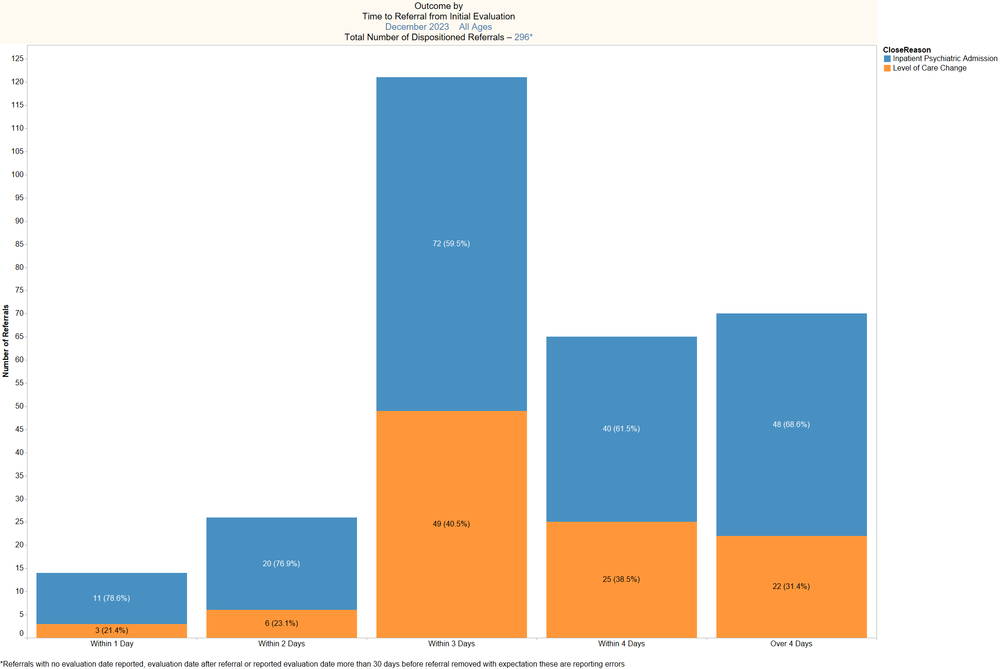 Outcome by
Time to Referral from Initial Evaluation
December 2023 All Ages
Total Number of Dispositioned Referrals – 296*
CloseReason
Inpatient Psychiatric Admission
Level of Care Change
Number of Referrals
125
120
115
110
105
100
95
90
85
80
75
70
65
60
55
50
45
40
35
30
25
20
15
10
5
0
11 (78.6%)
3 (21.4%)
20 (76.9%)
6 (23.1%)
72 (59.5%)
49 (40.5%)
40 (61.5%)
25 (38.5%)
48 (68.6%)
22 (31.4%)
Within 1 Day
Within 2 Days
Within 3 Days
Within 4 Days
Over 4 Days
*Referrals with no evaluation date reported, evaluation date after referral or reported evaluation date more than 30 days before referral removed with expectation these are reporting errors